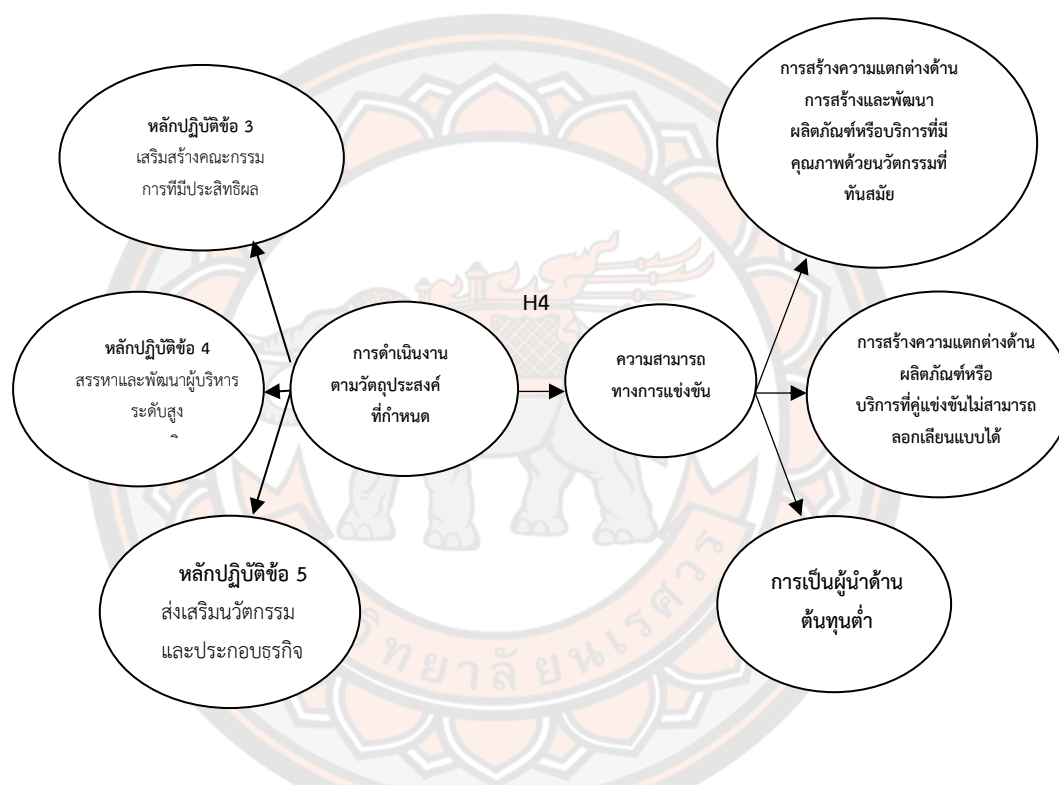 หลักปฏิบัติข้อ 3
เสริมสร้างคณะกรรม
การที่มีประสิทธิผล
หลักปฏิบัติข้อ 4
สรรหาและพัฒนาผู้บริหาร
ระดับสูง
หลักปฏิบัติข้อ 5
ส่งเสริมนวัตกรรม
และประกอบธุรกิจ
การดำเนินงาน
ตามวัตถุประสงค์
ที่กำหนด
H4
ความสามารถ
ทางการแข่งขัน
การสร้างความแตกต่างด้าน
การสร้างและพัฒนา
ผลิตภัณฑ์หรือบริการที่มี
คุณภาพด้วยนวัตกรรมที่
ทันสมัย
การสร้างความแตกต่างด้าน
ผลิตภัณฑ์หรือ
บริการที่คู่แข่งขันไม่สามารถ
ลอกเลียนแบบได้
การเป็นผู้นำด้าน
ต้นทุนต่ำ
วิทยาลัยนเรศวร